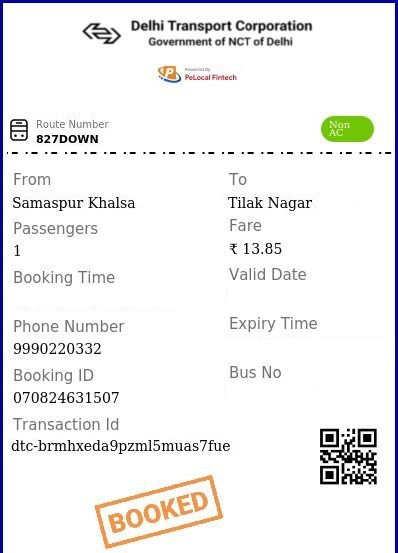 Delhi Transport Corporation
Government of NCT of Delhi
Powered By
PeLocal Fintech
Route Number
827DOWN
Non
AC
From
To
Samaspur Khalsa
Tilak Nagar
Passengers
Fare
1
₹ 13.85
Booking Time
Valid Date
Phone Number
Expiry Time
9990220332
Booking ID
Bus No
070824631507
Transaction Id
dtc-brmhxeda9pzml5muas7fue
BOOKED